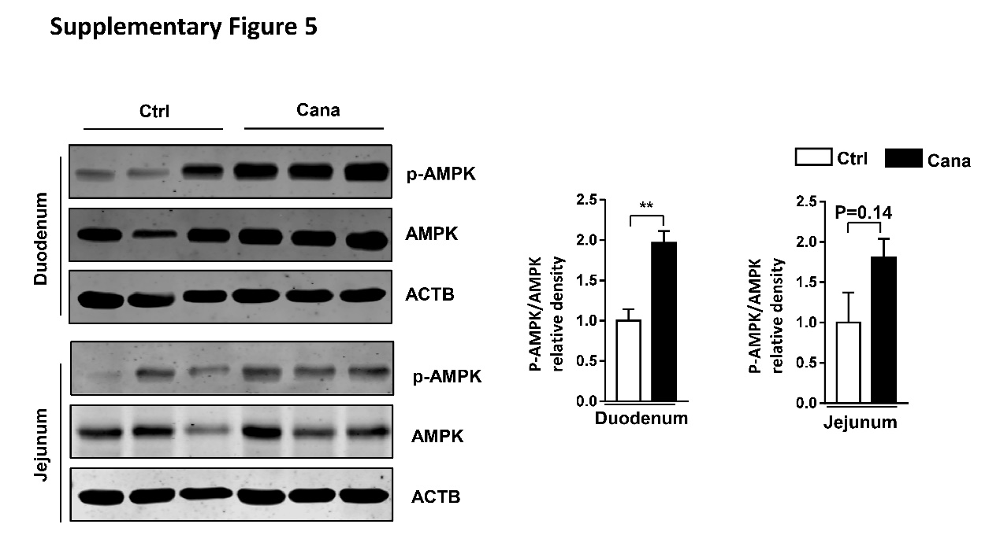 Supplementary Figure 5
Ctrl
Cana
Duodenum
p-AMPK
AMPK
ACTB
Jejunum
p-AMPK
AMPK
ACTB
Ctrl
Cana
P-AMPK/AMPK
relative density
2.5
2.0
1.5
1.0
0.5
0.0
**
Duodenum
P-AMPK/AMPK
relative density
2.5
2.0
1.5
1.0
0.5
0.0
P=0.14
Jejunum